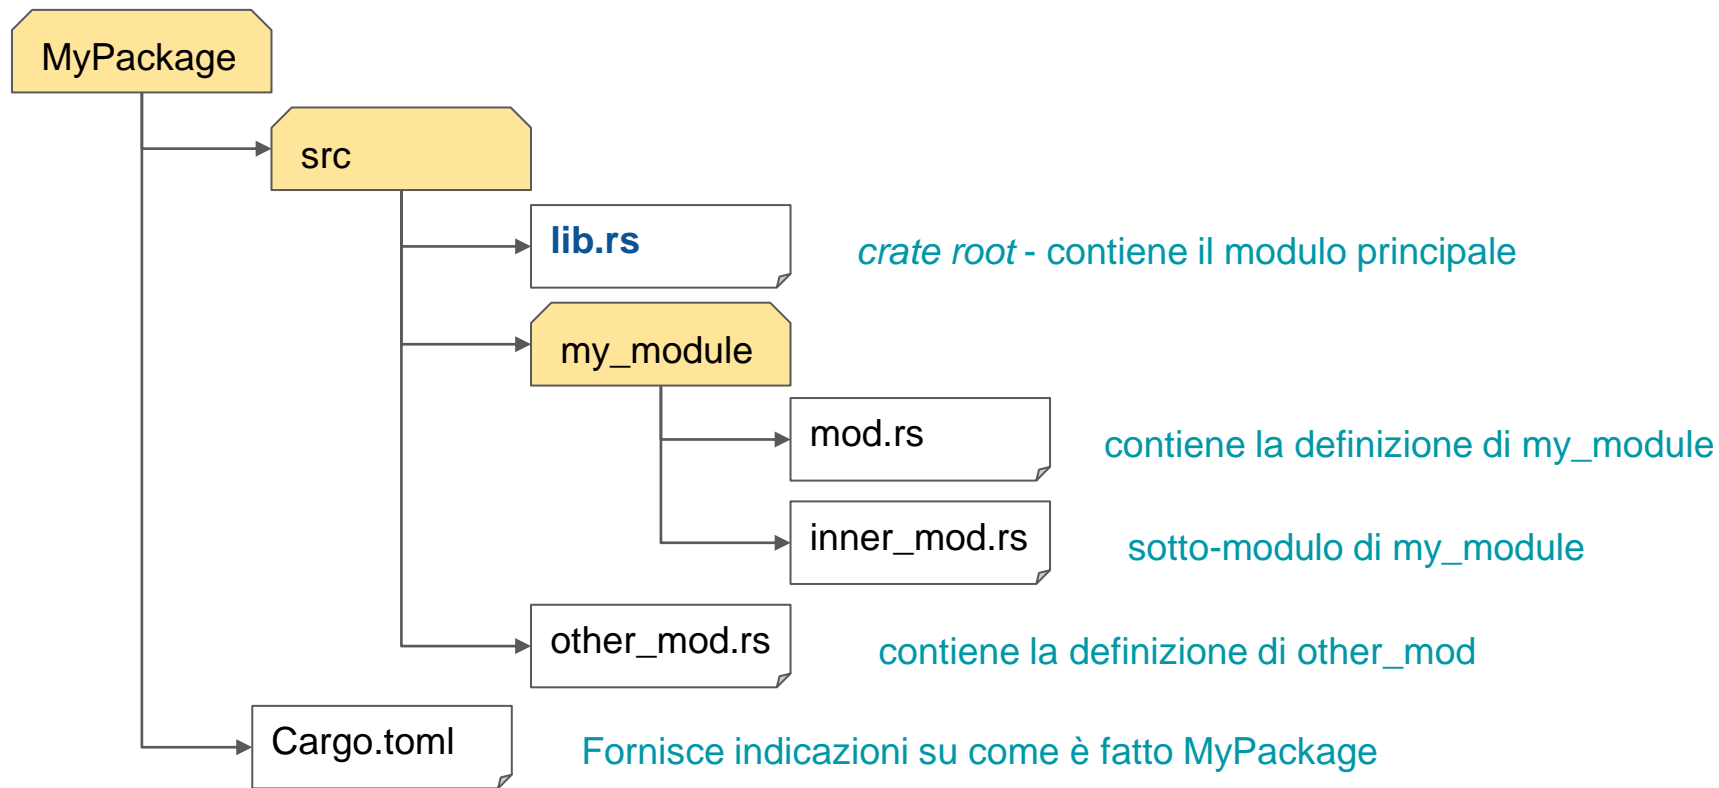 MyPackage
src
lib.rs
crate root - contiene il modulo principale
my_module
mod.rs
contiene la definizione di my_module
inner_mod.rs
sotto-modulo di my_module
other_mod.rs
contiene la definizione di other_mod
Cargo.toml
Fornisce indicazioni su come è fatto MyPackage